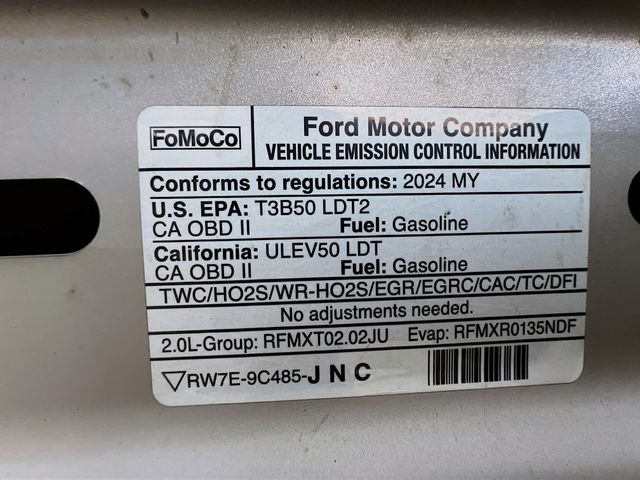 FoMoCo
Ford Motor Company
VEHICLE EMISSION CONTROL INFORMATION
Conforms to regulations: 2024 MY
U.S. EPA: T3B50 LDT2
CA OBD II Fuel: Gasoline
California: ULEV50 LDT
CA OBD II Fuel: Gasoline
TWC/HO2S/WR-HO2S/EGR/EGRC/CAC/TC/DFI
No adjustments needed.
2.0L-Group: RFMXT02.02JU Evap: RFMXR0135NDF
▽RW7E-9C485-J N C